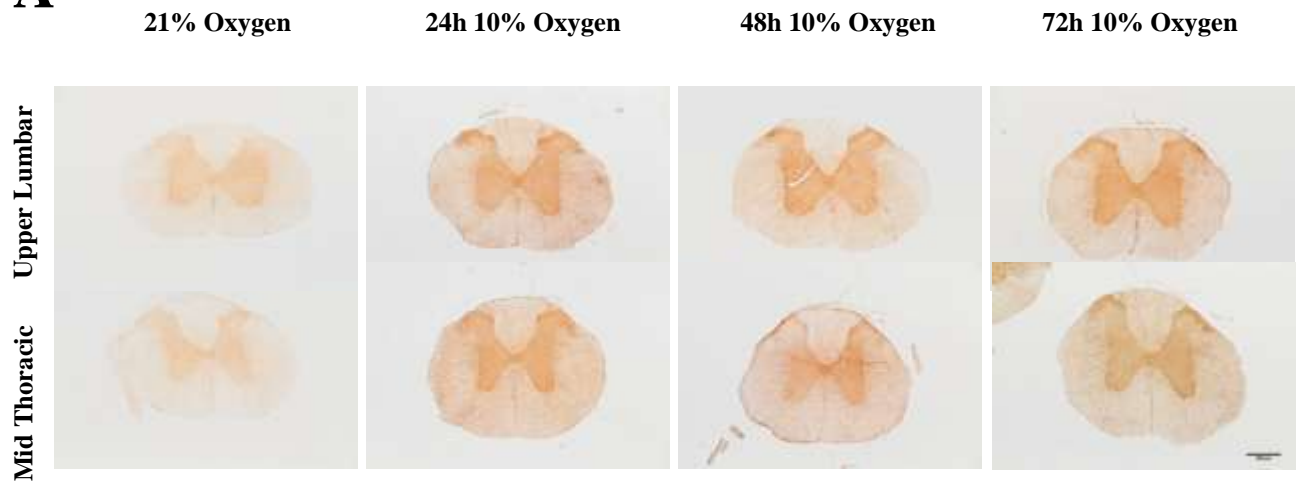 A
21% Oxygen
24h 10% Oxygen
48h 10% Oxygen
72h 10% Oxygen
Upper Lumbar
Mid Thoracic